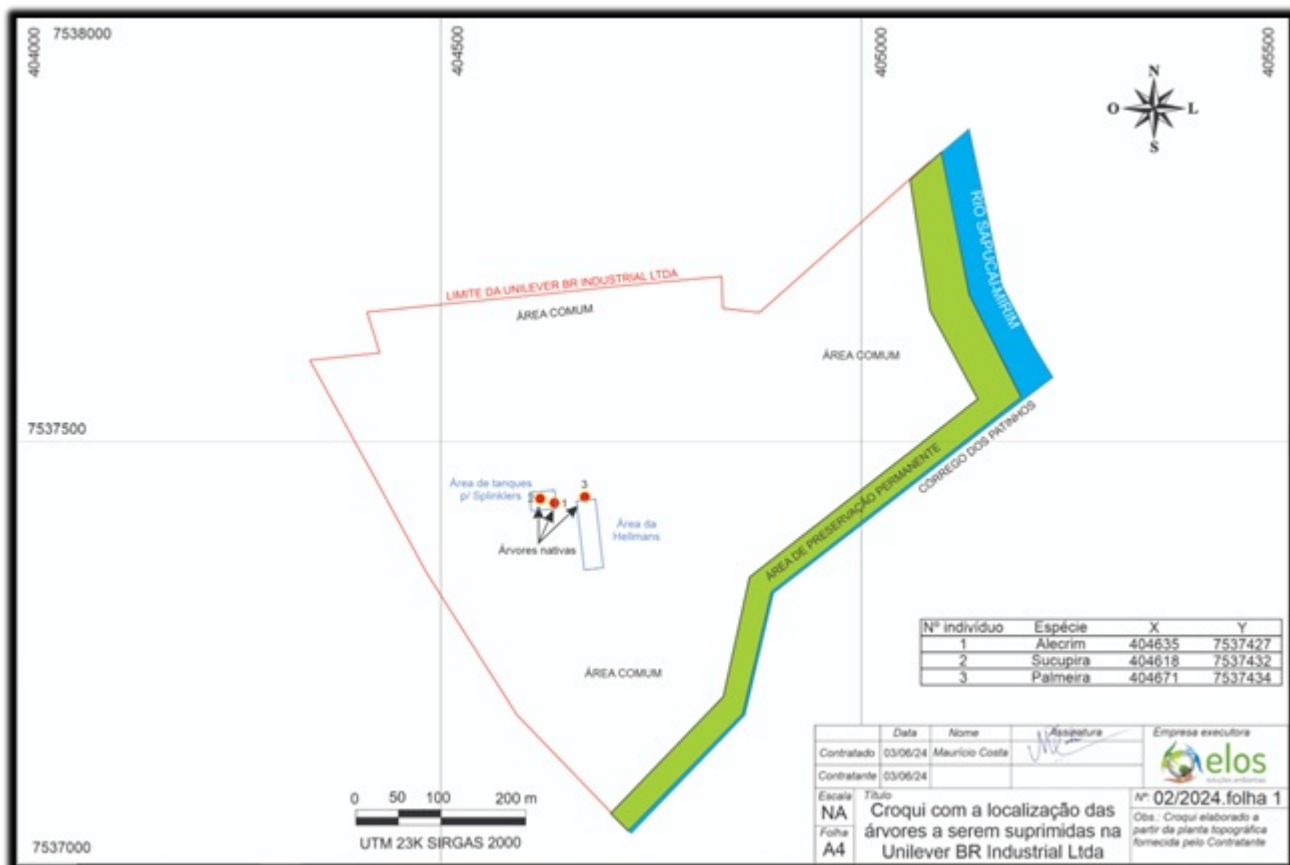 404000
7538000
404500
405000
405500
N
O
L
S
RIO SAPUCAÍ-MIRIM
LIMITE DA UNILEVER BR INDUSTRIAL LTDA
ÁREA COMUM
ÁREA COMUM
7537500
CÓRREGO DOS PATINHOS
ÁREA DE PRESERVAÇÃO PERMANENTE
Área de tanques
p/ Splinklers
3
2
1
Área da
Hellmans
Árvores nativas
ÁREA COMUM
Nº indivíduo Espécie X Y
1 Alecrim 404635 7537427
2 Sucupira 404618 7537432
3 Palmeira 404671 7537434
Data Nome Assinatura Empresa executora
Contratado 03/06/24 Maurício Costa
Contratante 03/06/24
elos
soluções ambientais
Escala
NA
Folha
A4
Título
Croqui com a localização das
árvores a serem suprimidas na
Unilever BR Industrial Ltda
Nº: 02/2024.folha 1
Obs.: Croqui elaborado a
partir da planta topográfica
fornecida pelo Contratante
0 50 100 200 m
UTM 23K SIRGAS 2000
7537000